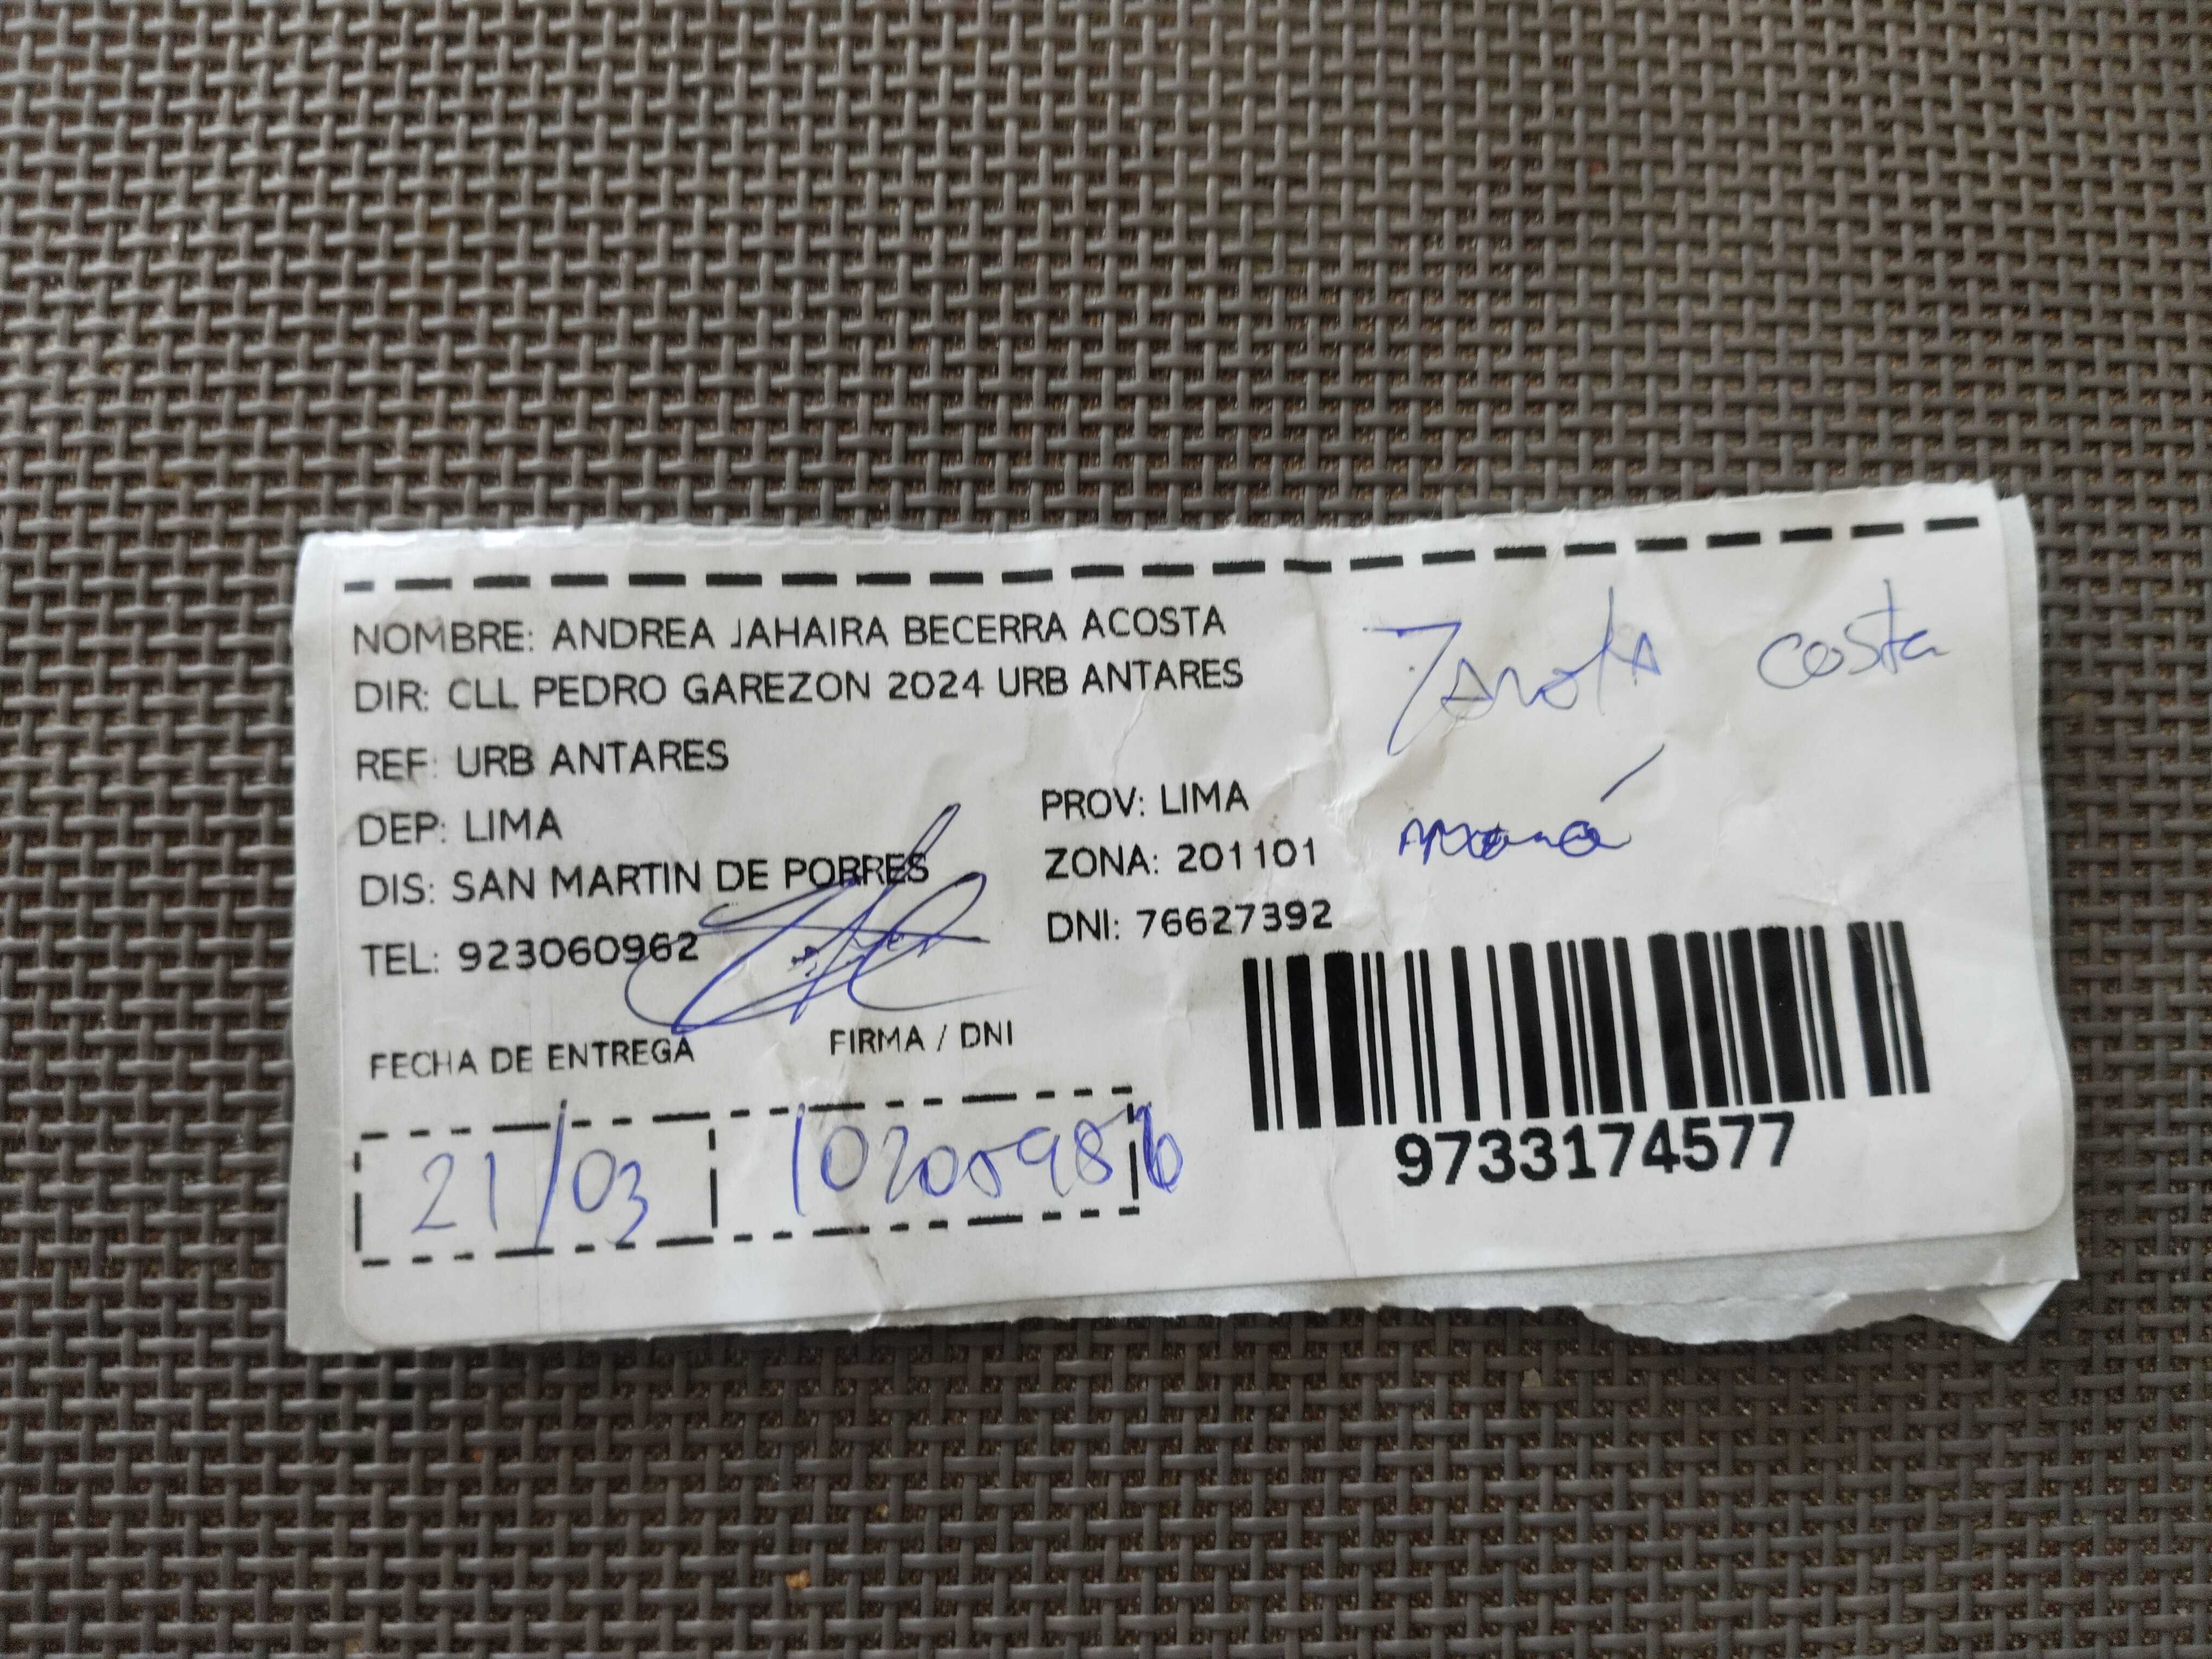 NOMBRE: ANDREA JAHAIRA BECERRA ACOSTA
DIR: CLL PEDRO GAREZON 2024 URB ANTARES
REF: URB ANTARES
DEP: LIMA
PROV: LIMA
DIS: SAN MARTIN DE PORRES
ZONA: 201101
TEL: 923060962
DNI: 76627392
costa
mamá
FECHA DE ENTREGA
FIRMA / DNI
21/03
9733174577